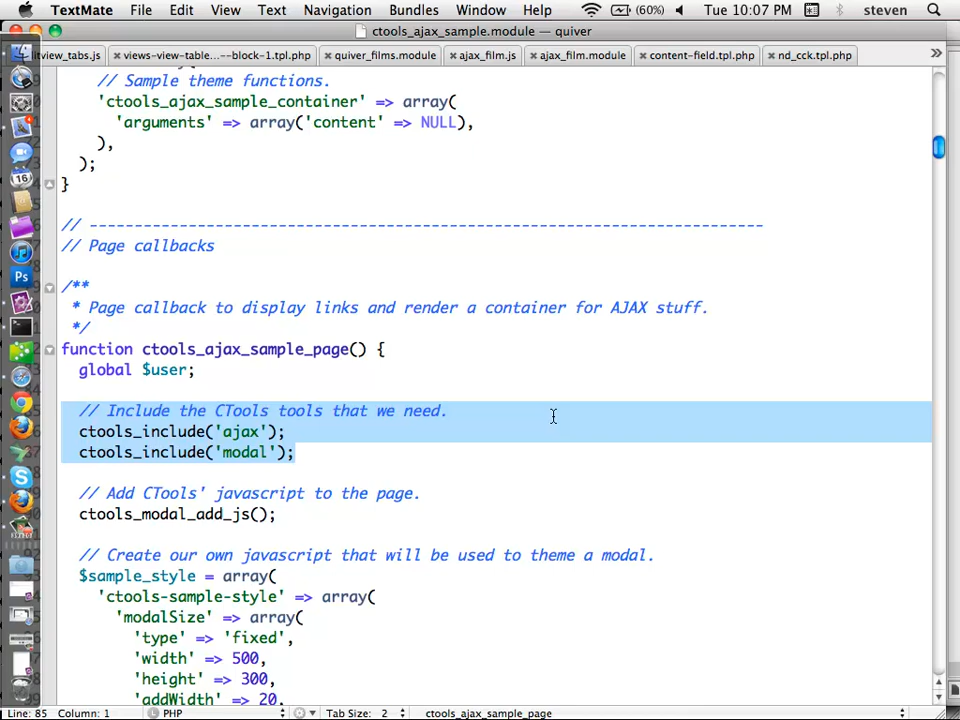 TextMate File Edit View Text Navigation Bundles Window Help (60%) Tue 10:07 PM steven
ctools_ajax_sample.module — quiver
litview_tabs.js views-view-table...--block-1.tpl.php quiver_films.module ajax_film.js ajax_film.module content-field.tpl.php nd_cck.tpl.php »
// Sample theme functions.
'ctools_ajax_sample_container' => array(
'arguments' => array('content' => NULL),
),
);
}
// ---------------------------------------------------------------------------
// Page callbacks
/**
* Page callback to display links and render a container for AJAX stuff.
*/
function ctools_ajax_sample_page() {
global $user;
// Include the CTools tools that we need.
ctools_include('ajax');
ctools_include('modal');
// Add CTools' javascript to the page.
ctools_modal_add_js();
// Create our own javascript that will be used to theme a modal.
$sample_style = array(
'ctools-sample-style' => array(
'modalSize' => array(
'type' => 'fixed',
'width' => 500,
'height' => 300,
'addWidth' => 20,
Line: 85 Column: 1 PHP Tab Size: 2 ctools_ajax_sample_page
16
Ps